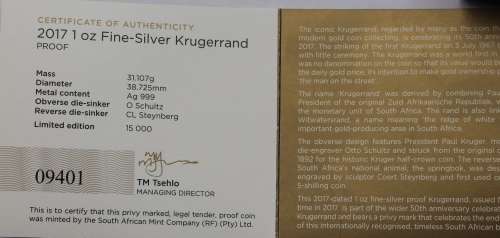 CERTIFICATE OF AUTHENTICITY
2017 1 oz Fine-Silver Krugerrand
PROOF
Mass 31,107g
Diameter 38,725mm
Metal content Ag 999
Obverse die-sinker O Schultz
Reverse die-sinker CL Steynberg
Limited edition 15 000
09401
TM Tsehlo
MANAGING DIRECTOR
This is to certify that this privy marked, legal tender, proof coin
was minted by the South African Mint Company (RF) (Pty) Ltd.
The iconic Krugerrand, regarded by many as the coin th
modern gold coin collecting, is celebrating its 50th anni
2017. The striking of the first Krugerrand on 3 July 1967
with little ceremony. The Krugerrand was a world first in
was no denomination on the coin so that its value would b
the daily gold price, its intention to make gold ownership
'the man on the street'.
The name 'Krugerrand' was derived by combining Paul
President of the original Zuid Afrikaansche Republiek,
the monetary unit of South Africa. The rand is also link
Witwatersrand, a name meaning 'the ridge of white
important gold-producing area in South Africa.
The obverse design features President Paul Kruger
die-engraver Otto Schultz and struck from the original
1892 for the historic Kruger half-crown coin. The revers
South Africa's national animal, the springbok, was des
engraved by sculptor Coert Steynberg and first used o
5-shilling coin.
This 2017-dated 1 oz fine-silver proof Krugerrand, issued f
time in 2017, is part of the wider 50th anniversary celebrat
Krugerrand and bears a privy mark that celebrates the end
of this internationally recognised, timeless South African